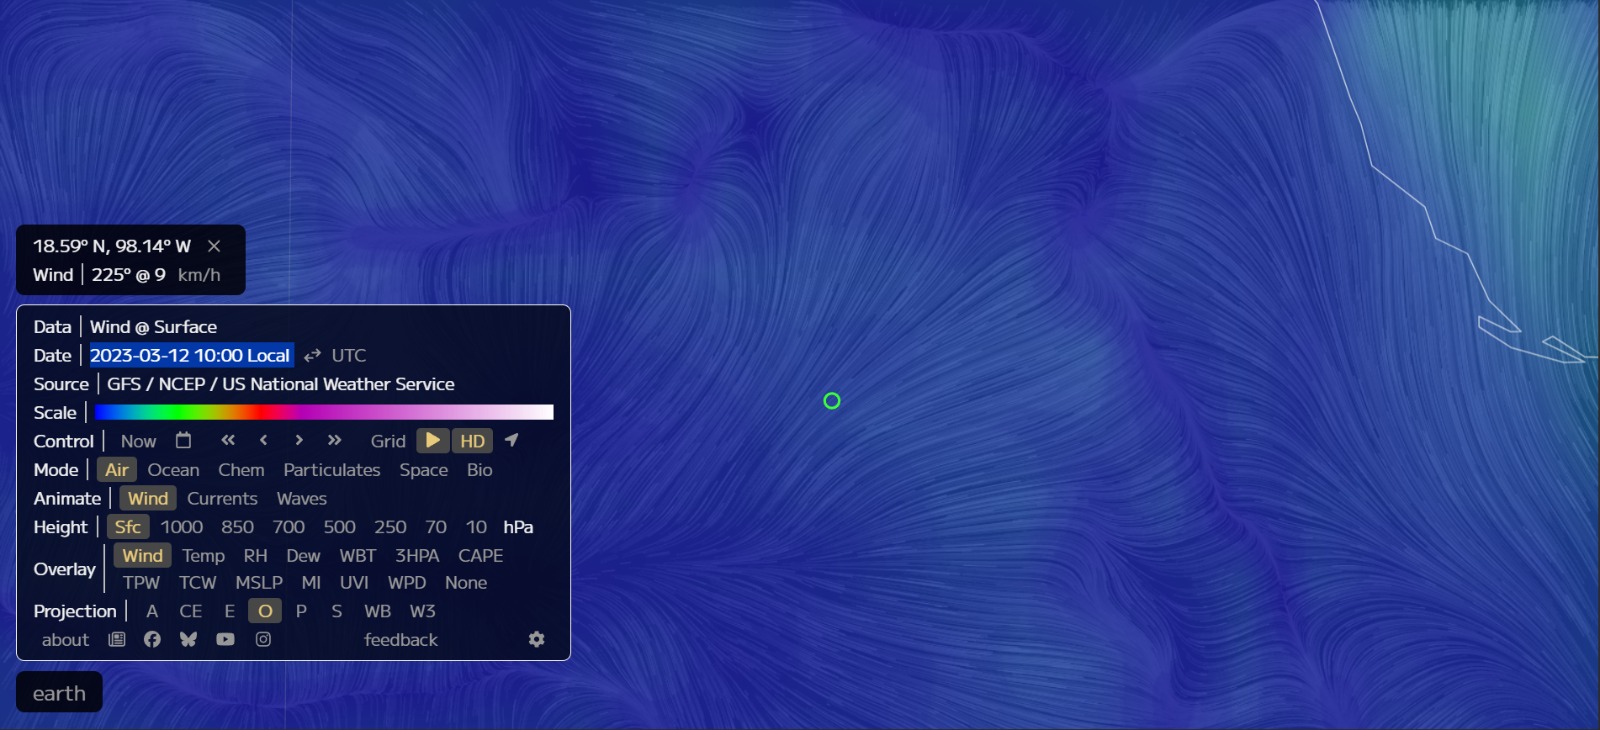 18.59° N, 98.14° W ×
Wind | 225° @ 9 km/h
Data | Wind @ Surface
Date | 2023-03-12 10:00 Local ⇄ UTC
Source | GFS / NCEP / US National Weather Service
Scale |
Control | Now « ‹ › » Grid HD
Mode | Air Ocean Chem Particulates Space Bio
Animate | Wind Currents Waves
Height | Sfc 1000 850 700 500 250 70 10 hPa
Overlay | Wind Temp RH Dew WBT 3HPA CAPE
TPW TCW MSLP MI UVI WPD None
Projection | A CE E O P S WB W3
about feedback
earth